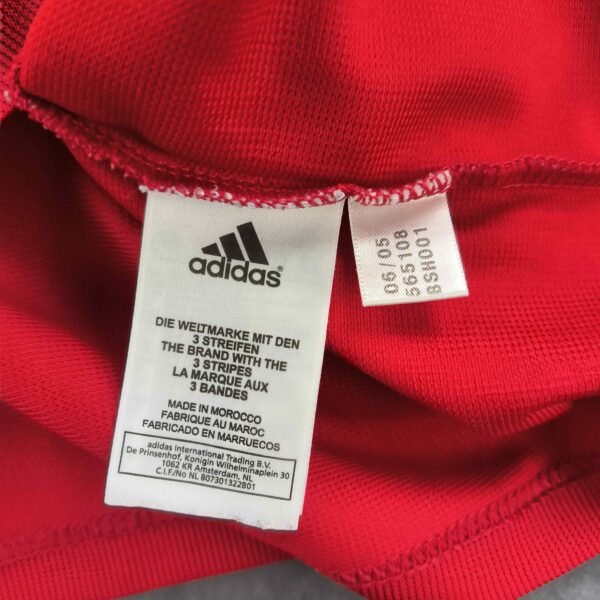 adidas®
DIE WELTMARKE MIT DEN
3 STREIFEN
THE BRAND WITH THE
3 STRIPES
LA MARQUE AUX
3 BANDES
MADE IN MOROCCO
FABRIQUE AU MAROC
FABRICADO EN MARRUECOS
adidas International Trading B.V.
De Prinsenhof, Konigin Wilhelminaplein 30
1062 KR Amsterdam, NL
C.I.F./No NL 807301322B01
06/05
565108
BSH001